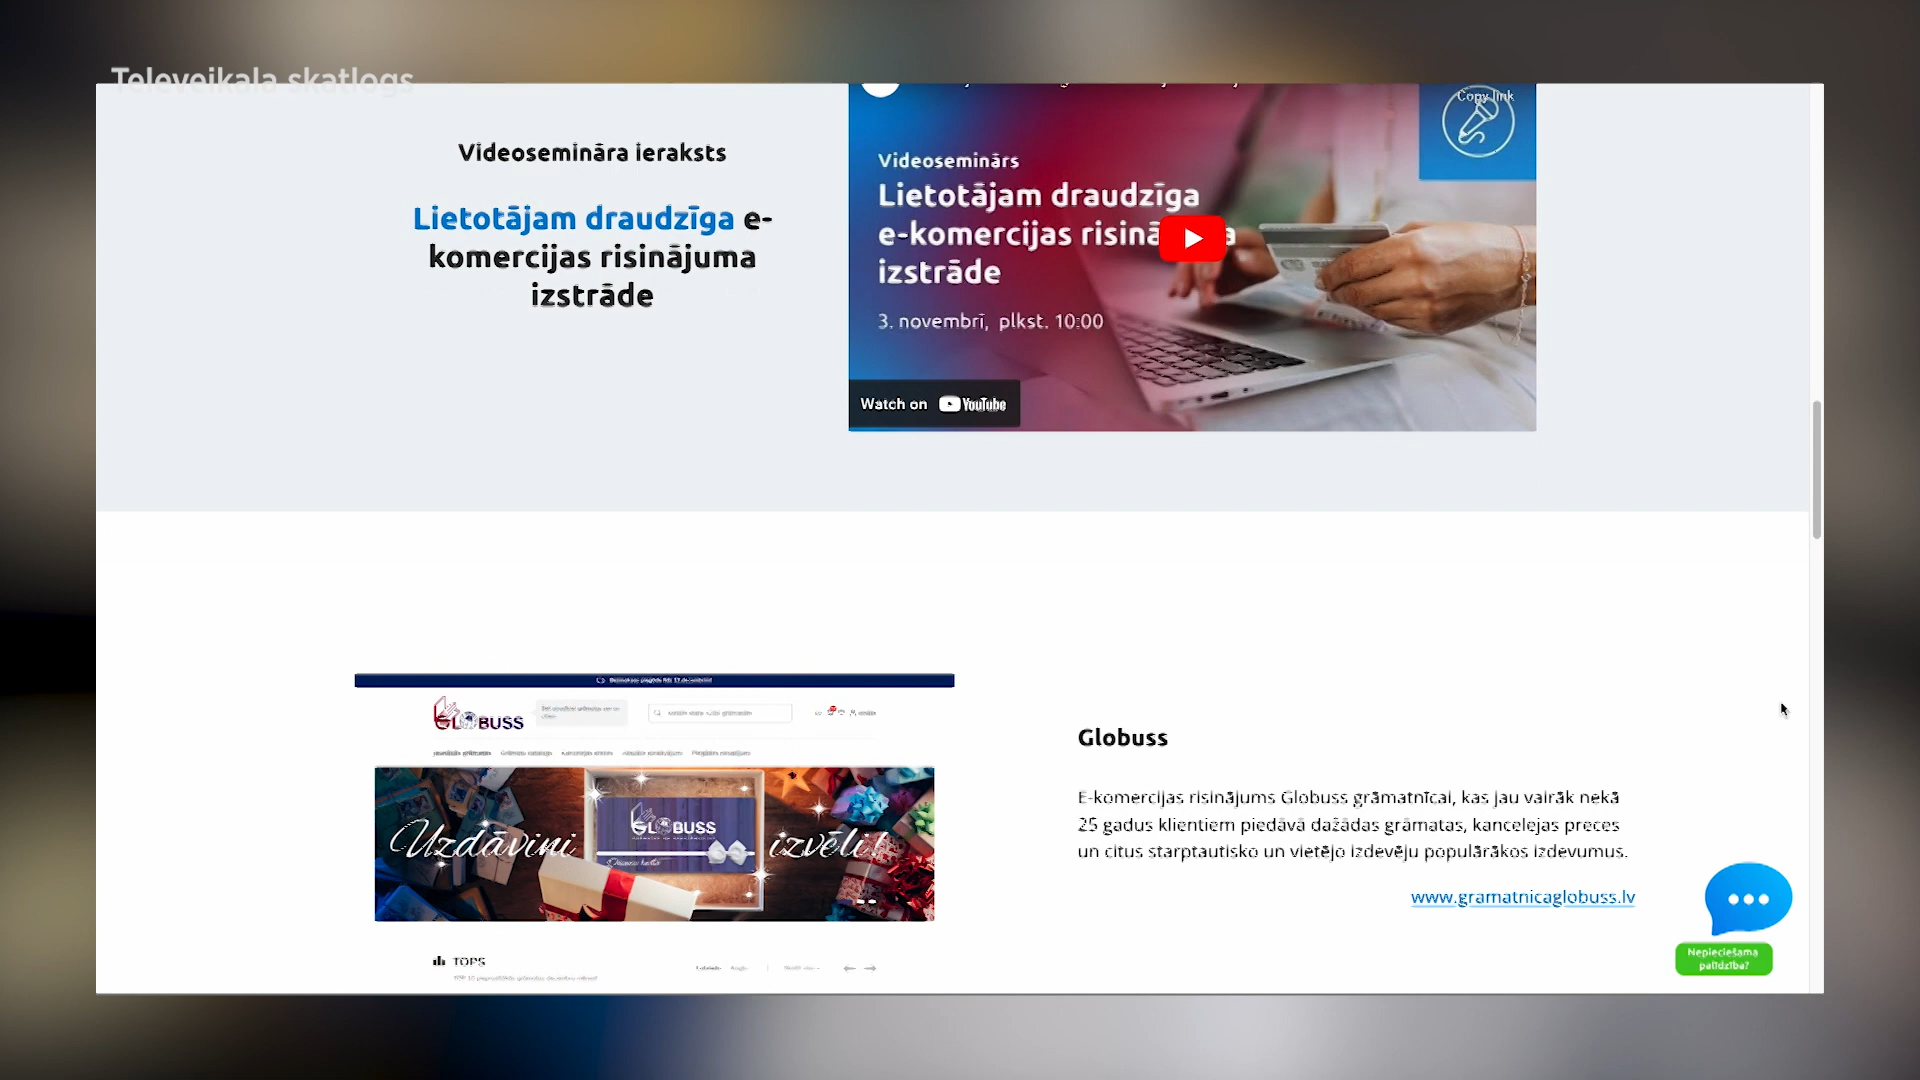 Televeikala skatlogs
Copy link
Videosemināra ieraksts
Lietotājam draudzīga e-
komercijas risinājuma
izstrāde
Videoseminārs
Lietotājam draudzīga
e-komercijas
izstrāde
3. novembrī, plkst. 10:00
Watch on YouTube
GLOBUSS
Uzdāvini izvēli!
GLOBUSS
Dāvanu karte
TOPS
Globuss
E-komercijas risinājums Globuss grāmatnīcai, kas jau vairāk nekā
25 gadus klientiem piedāvā dažādas grāmatas, kancelejas preces
un citus starptautisko un vietējo izdevēju populārākos izdevumus.
www.gramatnicaglobuss.lv
Nepieciešama
palīdzība?